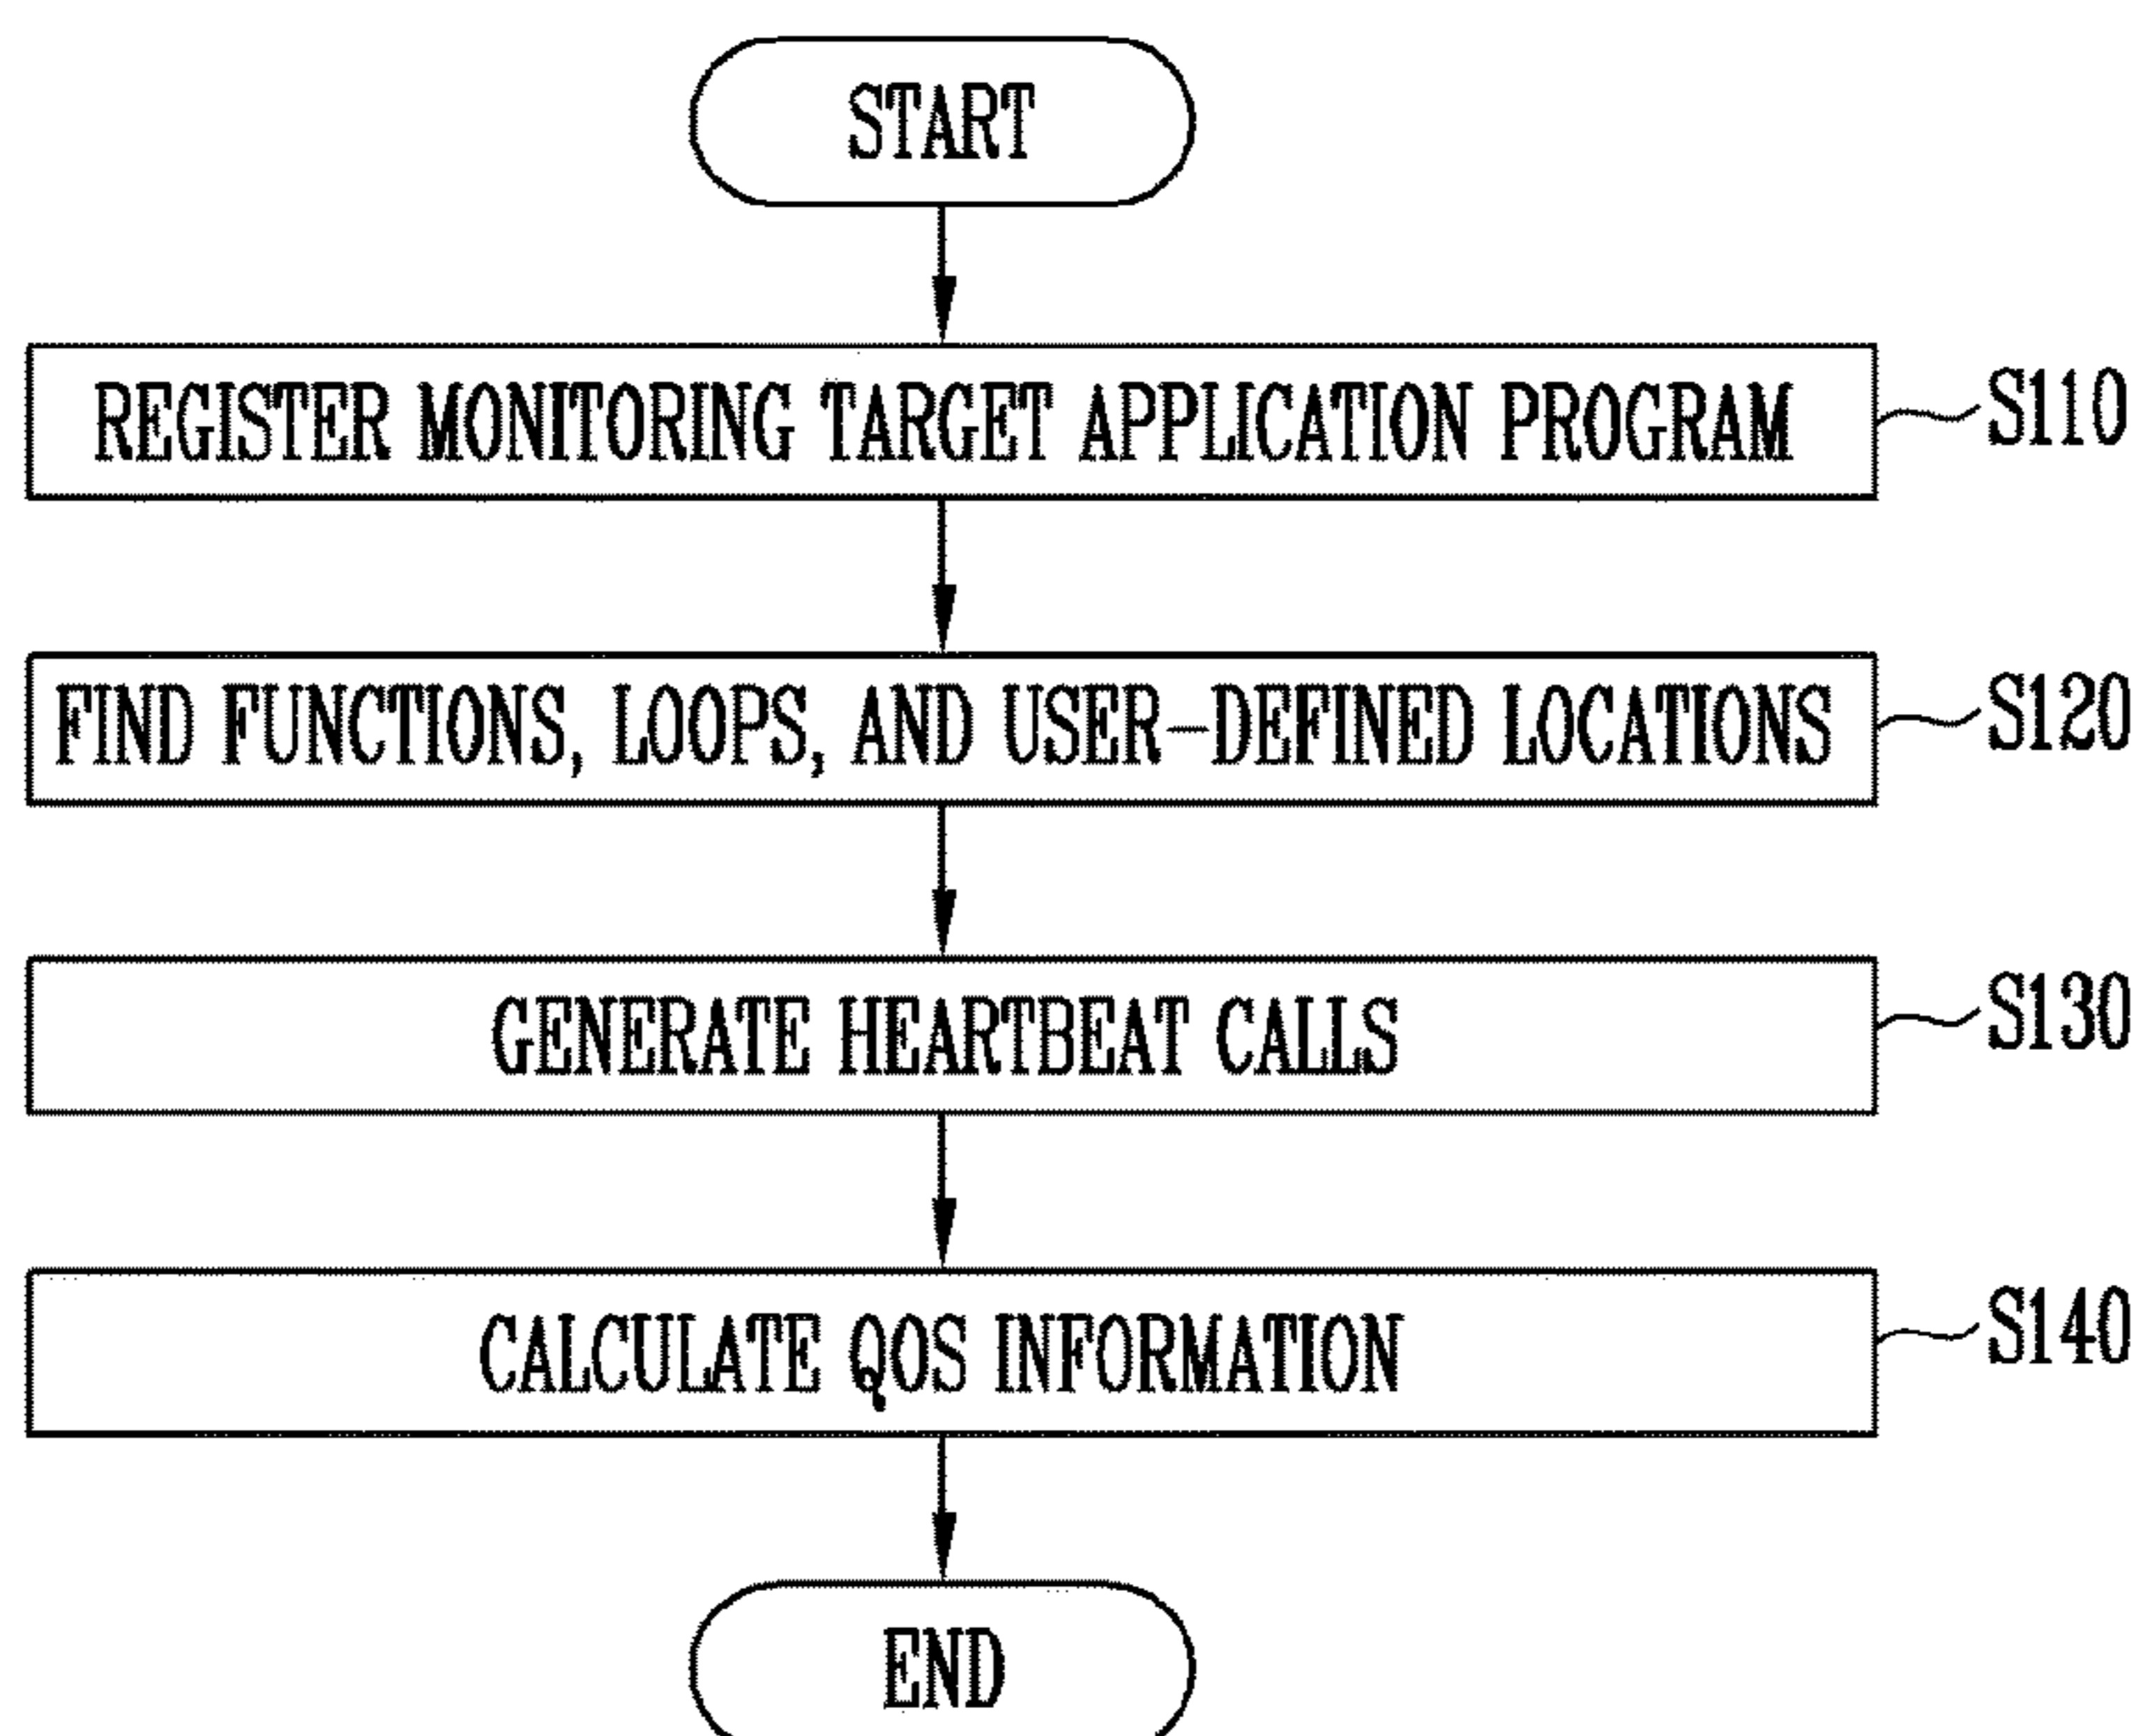 START
REGISTER MONITORING TARGET APPLICATION PROGRAM
S110
FIND FUNCTIONS, LOOPS, AND USER-DEFINED LOCATIONS
S120
GENERATE HEARTBEAT CALLS
S130
CALCULATE QOS INFORMATION
S140
END